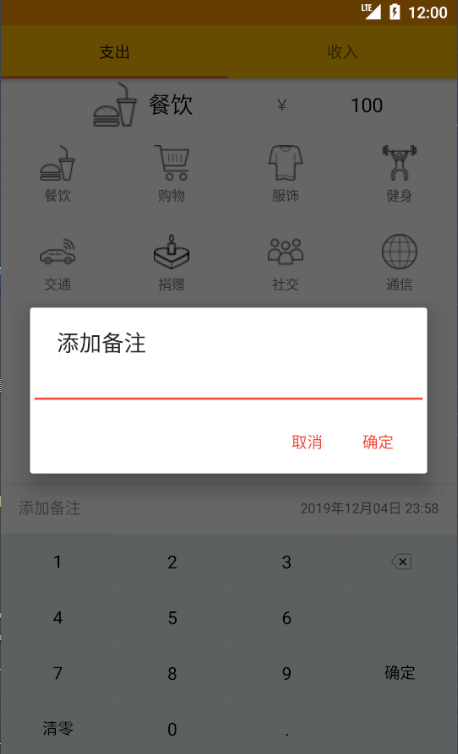 LTE 12:00
支出 收入
餐饮 ¥ 100
餐饮 购物 服饰 健身
交通 捐赠 社交 通信
添加备注
取消 确定
添加备注 2019年12月04日 23:58
1 2 3
4 5 6
7 8 9 确定
清零 0 .